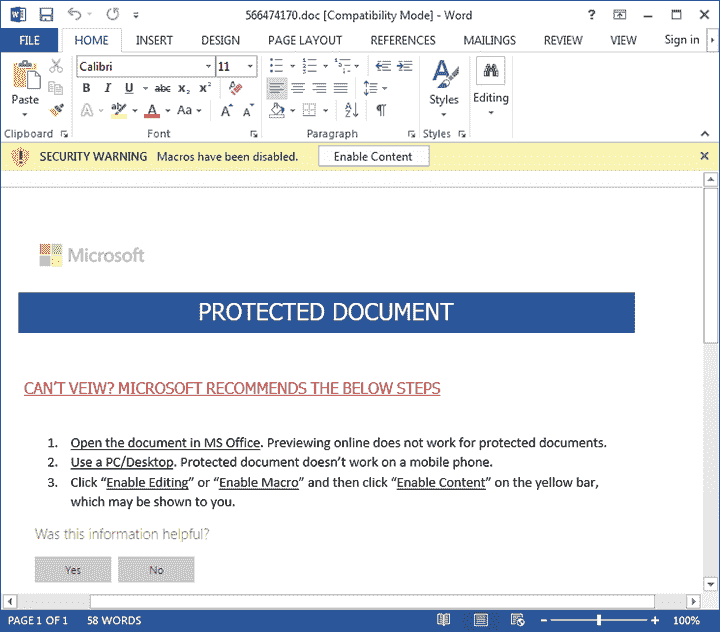 566474170.doc [Compatibility Mode] - Word
FILE HOME INSERT DESIGN PAGE LAYOUT REFERENCES MAILINGS REVIEW VIEW Sign in
Calibri 11
Paste
B I U abc X₂ X²
A aby A Aa A A
Styles Editing
Clipboard Font Paragraph Styles
SECURITY WARNING Macros have been disabled. Enable Content
Microsoft
PROTECTED DOCUMENT
CAN'T VEIW? MICROSOFT RECOMMENDS THE BELOW STEPS
1. Open the document in MS Office. Previewing online does not work for protected documents.
2. Use a PC/Desktop. Protected document doesn't work on a mobile phone.
3. Click “Enable Editing” or “Enable Macro” and then click “Enable Content” on the yellow bar,
which may be shown to you.
Was this information helpful?
Yes No
PAGE 1 OF 1 58 WORDS 100%